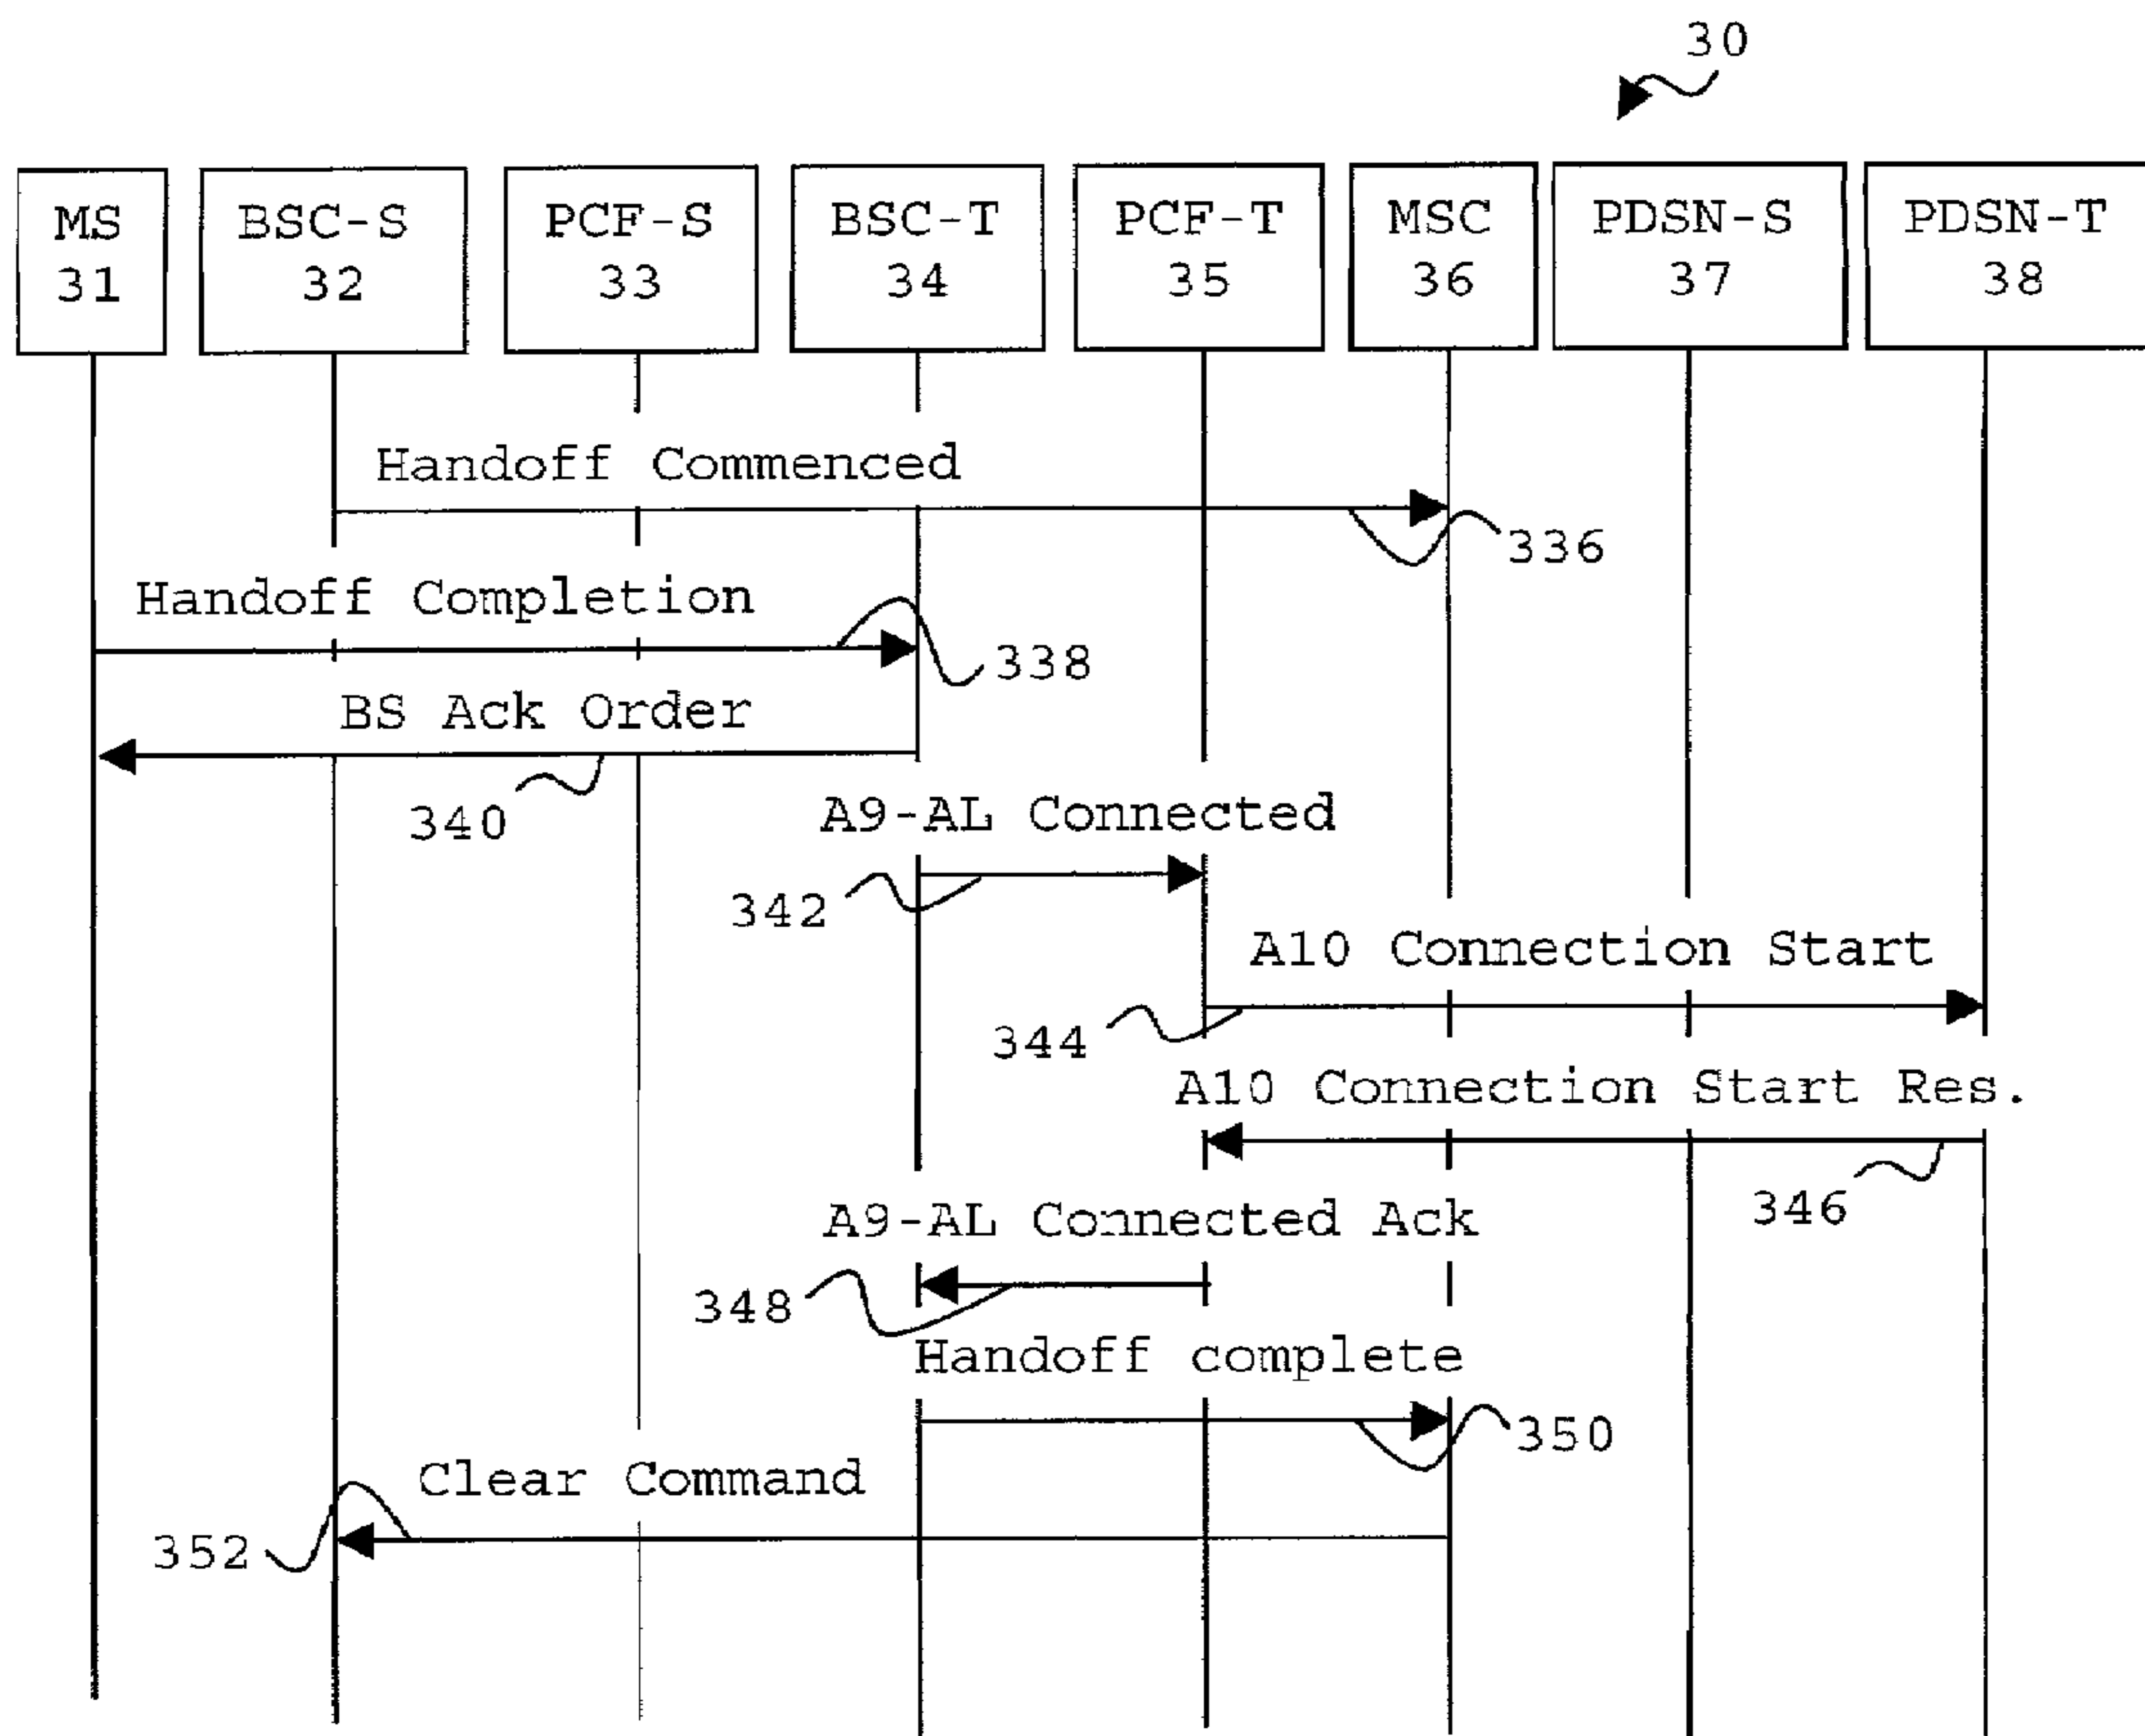 30
MS
31
BSC-S
32
PCF-S
33
BSC-T
34
PCF-T
35
MSC
36
PDSN-S
37
PDSN-T
38
Handoff Commenced
336
Handoff Completion
338
BS Ack Order
340
A9-AL Connected
342
A10 Connection Start
344
A10 Connection Start Res.
346
A9-AL Connected Ack
348
Handoff complete
350
Clear Command
352